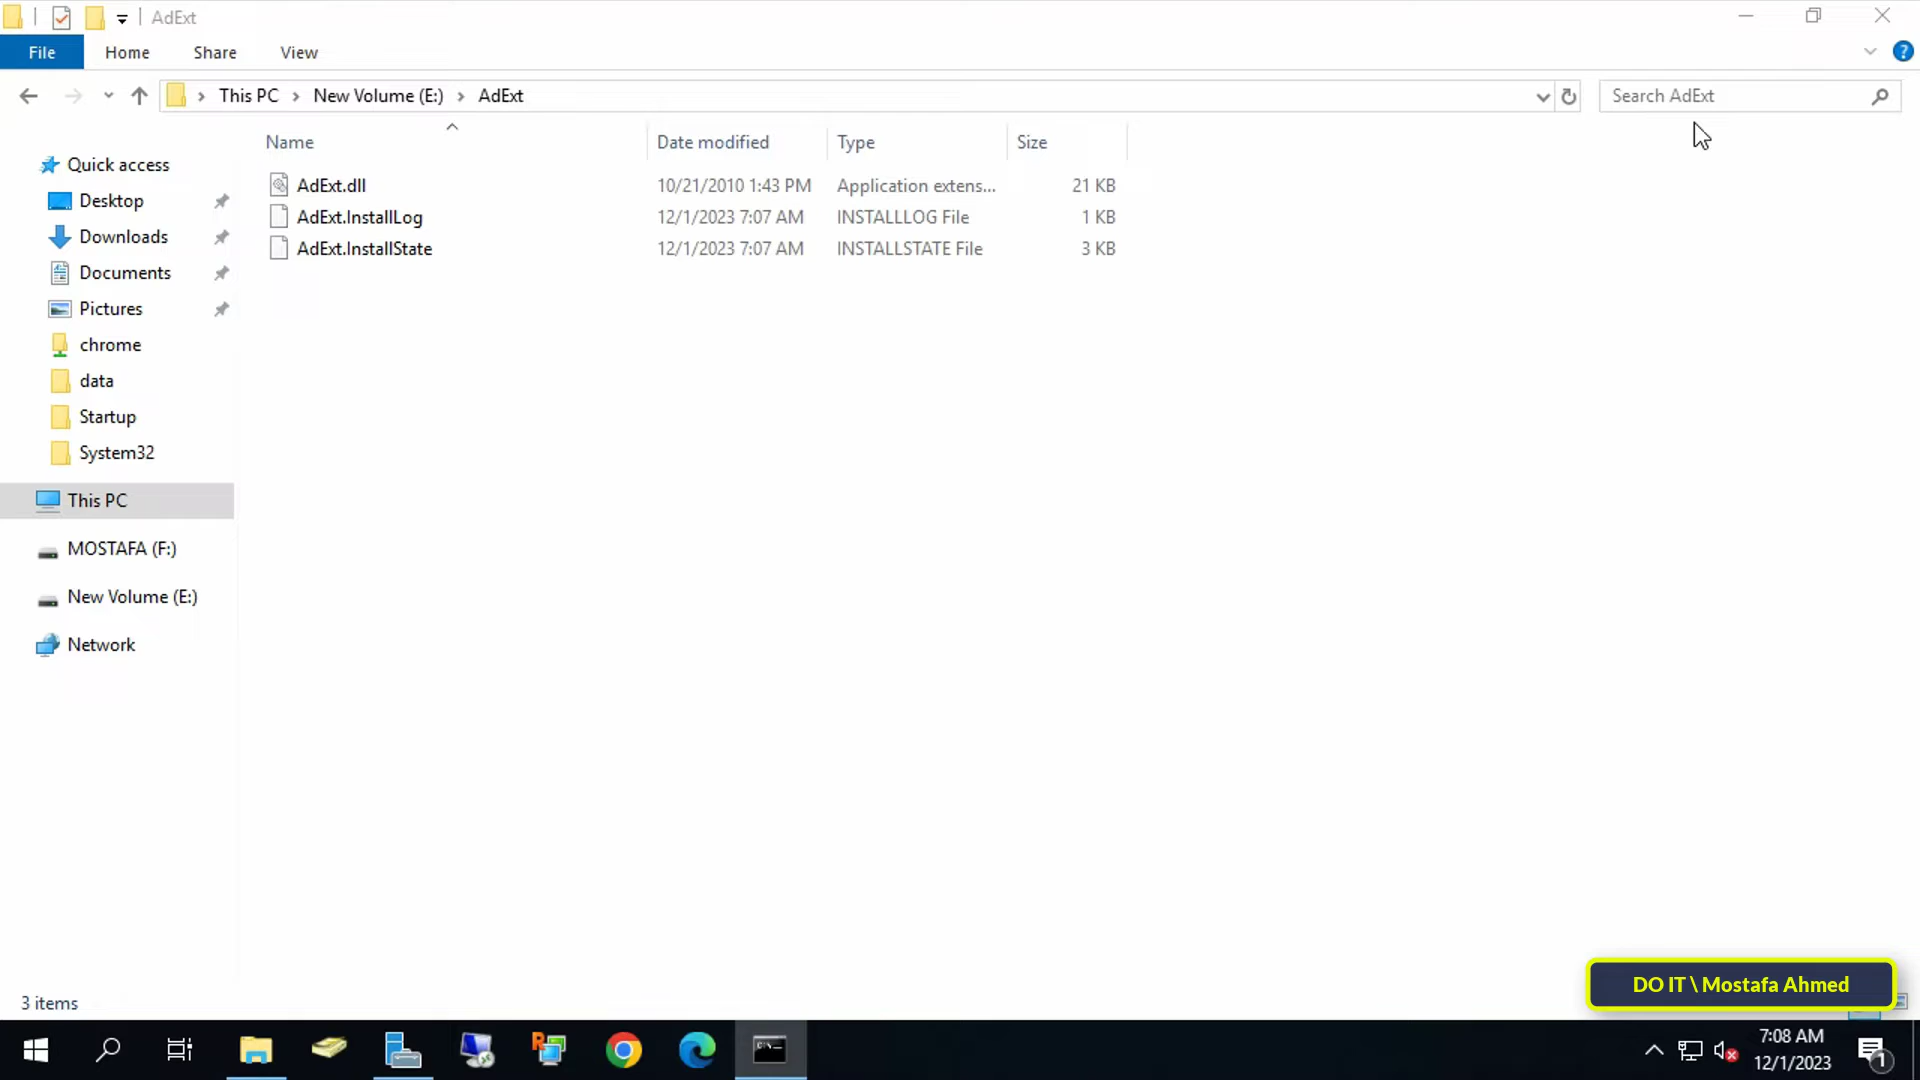 AdExt
File Home Share View
This PC New Volume (E:) AdExt Search AdExt
Name Date modified Type Size
AdExt.dll 10/21/2010 1:43 PM Application extens... 21 KB
AdExt.InstallLog 12/1/2023 7:07 AM INSTALLLOG File 1 KB
AdExt.InstallState 12/1/2023 7:07 AM INSTALLSTATE File 3 KB
Quick access
Desktop
Downloads
Documents
Pictures
chrome
data
Startup
System32
This PC
MOSTAFA (F:)
New Volume (E:)
Network
3 items
DO IT \ Mostafa Ahmed
7:08 AM
12/1/2023
1